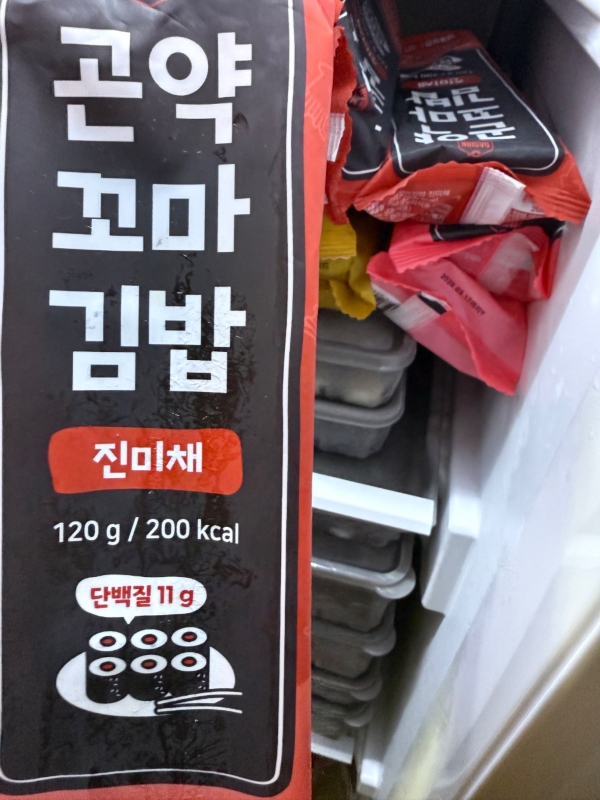 곤약
꼬마
김밥
진미채
120 g / 200 kcal
단백질 11 g